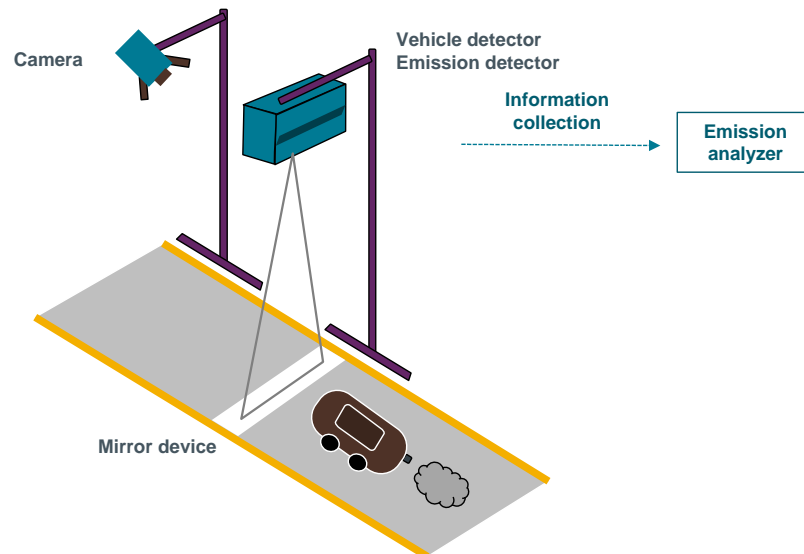 Camera
Vehicle detector
Emission detector
Information
collection
Emission
analyzer
Mirror device